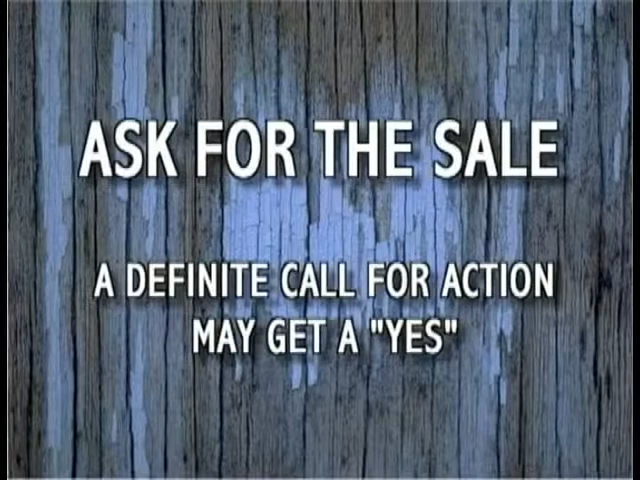 ASK FOR THE SALE
A DEFINITE CALL FOR ACTION
MAY GET A "YES"